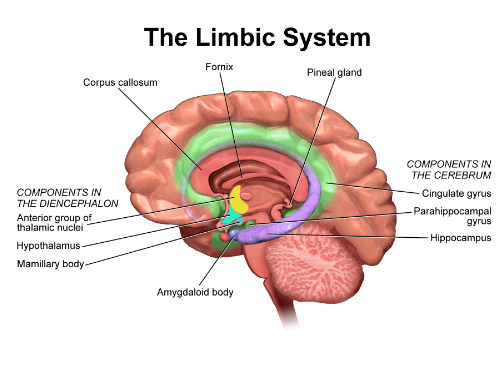 The Limbic System
Fornix
Corpus callosum
Pineal gland
COMPONENTS IN
THE DIENCEPHALON
Anterior group of
thalamic nuclei
Hypothalamus
Mamillary body
Amygdaloid body
COMPONENTS IN
THE CEREBRUM
Cingulate gyrus
Parahippocampal
gyrus
Hippocampus